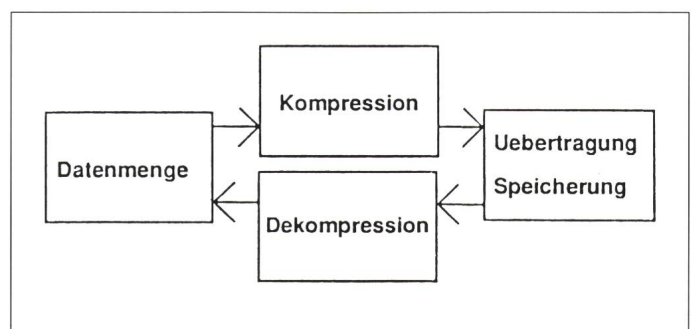 Kompression
Datenmenge
Uebertragung
Speicherung
Dekompression